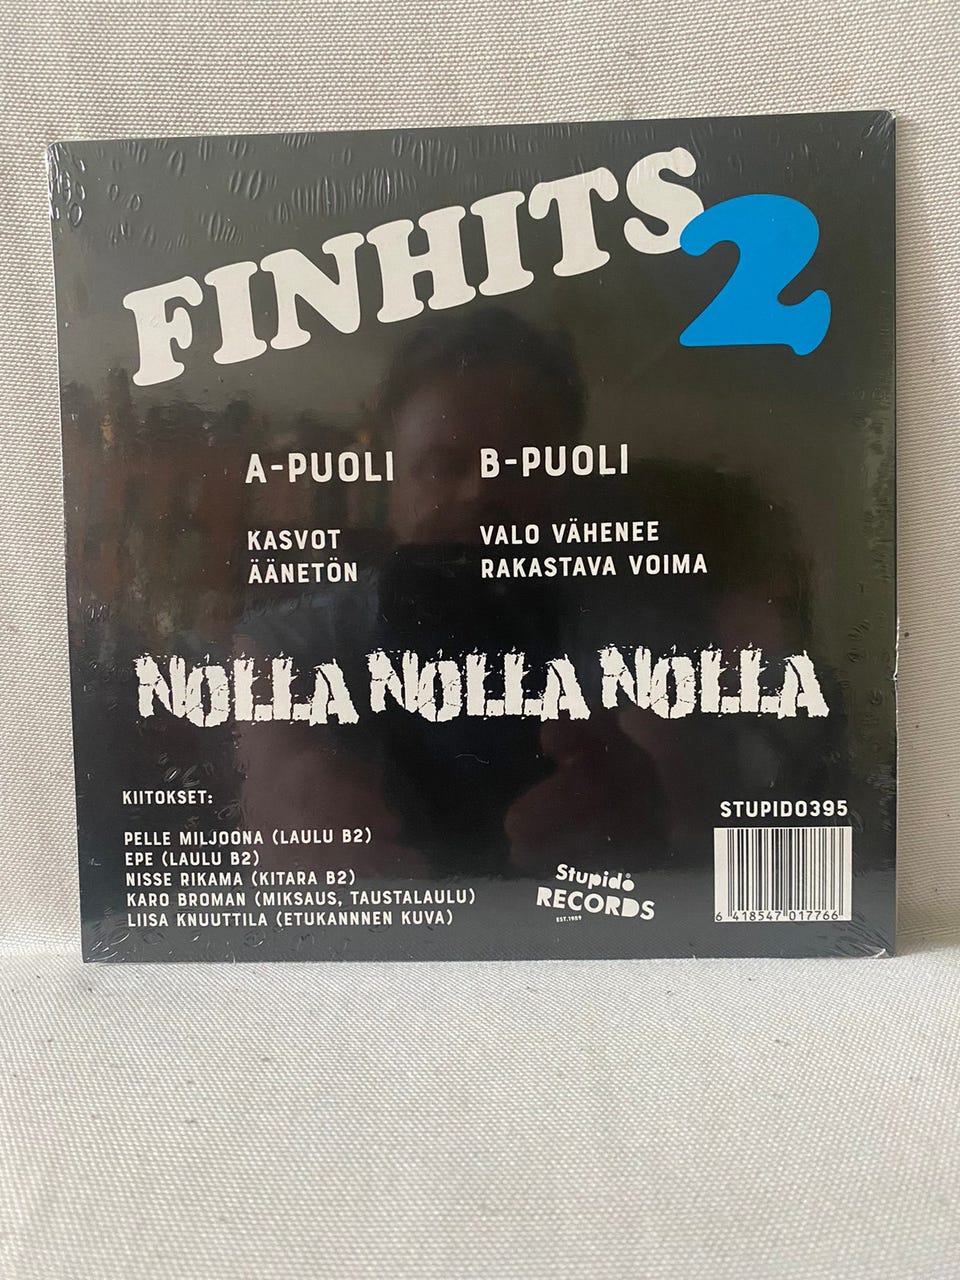 FINHITS 2
A-PUOLI
KASVOT
ÄÄNETÖN
B-PUOLI
VALO VÄHENEE
RAKASTAVA VOIMA
NOLLA NOLLA NOLLA
KIITOKSET:
PELLE MILJOONA (LAULU B2)
EPE (LAULU B2)
NISSE RIKAMA (KITARA B2)
KARO BROMAN (MIKSAUS, TAUSTALAULU)
LIISA KNUUTTILA (ETUKANNNEN KUVA)
Stupido
RECORDS
EST.1989
STUPIDO395
6 418547 017766